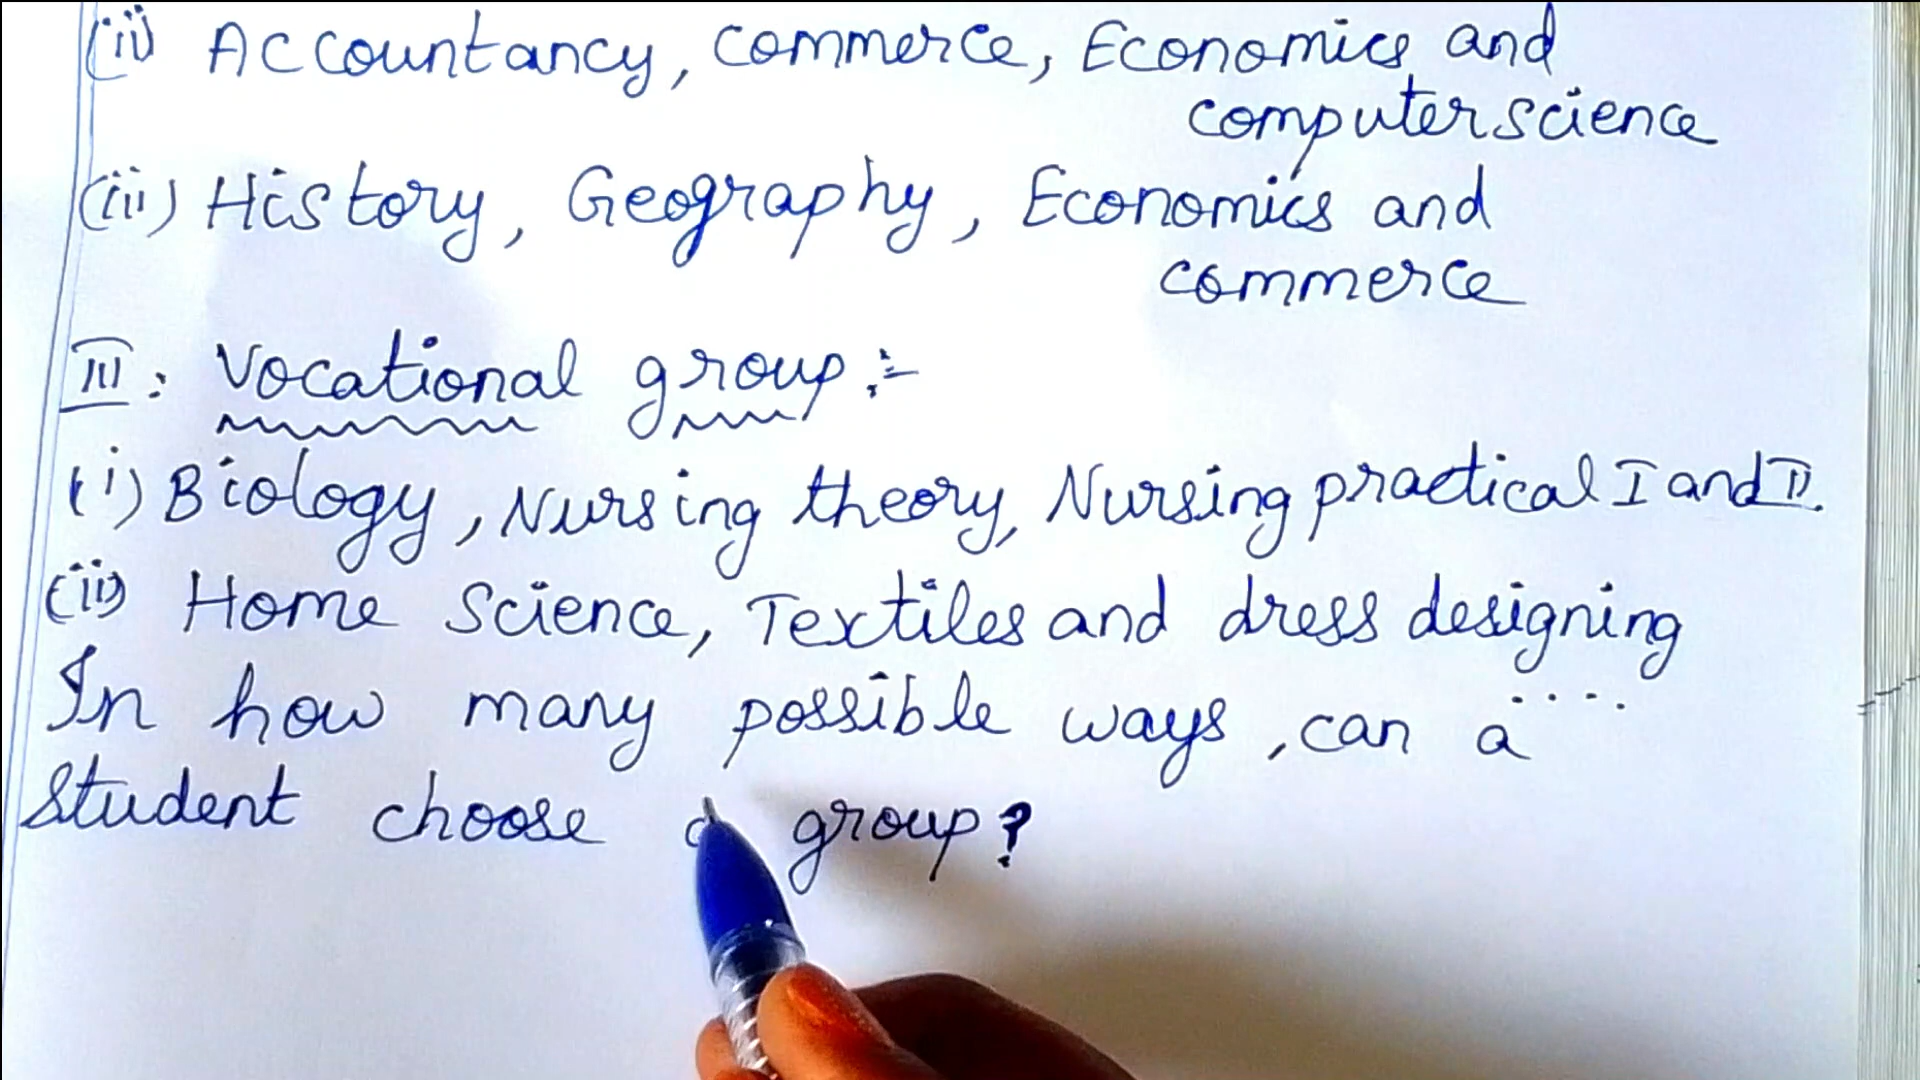 (ii) Accountancy, commerce, Economics and
computer science
(iii) History, Geography, Economics and
commerce
III. Vocational group:-
(i) Biology, Nursing theory, Nursing practical I and II.
(ii) Home Science, Textiles and dress designing
In how many possible ways, can a ....
Student choose a group?